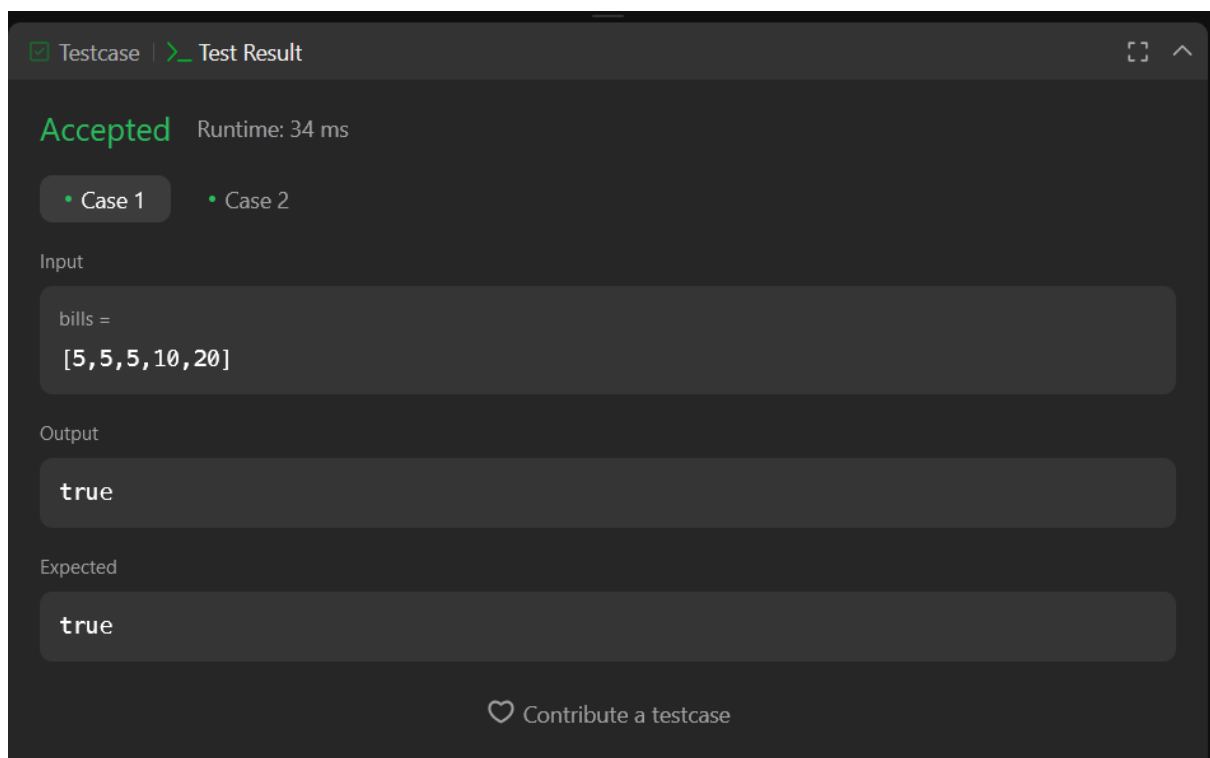 Testcase | >_ Test Result
Accepted Runtime: 34 ms
• Case 1 • Case 2
Input
bills =
[5,5,5,10,20]
Output
true
Expected
true
Contribute a testcase